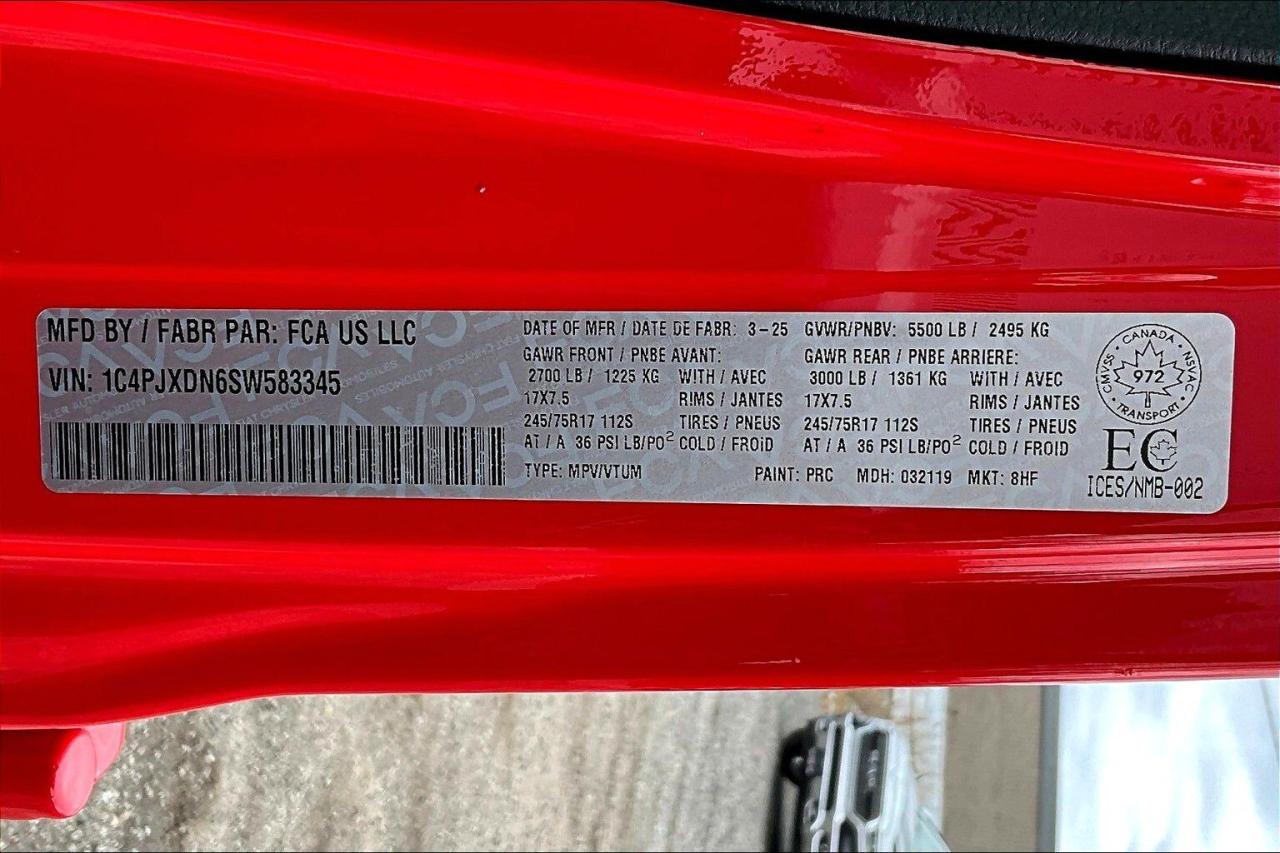 MFD BY / FABR PAR: FCA US LLC
VIN: 1C4PJXDN6SW583345
DATE OF MFR / DATE DE FABR: 3-25
GVWR/PNBV: 5500 LB / 2495 KG
GAWR FRONT / PNBE AVANT:
2700 LB / 1225 KG WITH / AVEC
17X7.5 RIMS / JANTES
245/75R17 112S TIRES / PNEUS
AT / A 36 PSI LB/PO² COLD / FROID
GAWR REAR / PNBE ARRIERE:
3000 LB / 1361 KG WITH / AVEC
17X7.5 RIMS / JANTES
245/75R17 112S TIRES / PNEUS
AT / A 36 PSI LB/PO² COLD / FROID
TYPE: MPV/VTUM PAINT: PRC MDH: 032119 MKT: 8HF
CANADA
CMVSS 972 NSVAC
TRANSPORT
EC
ICES/NMB-002